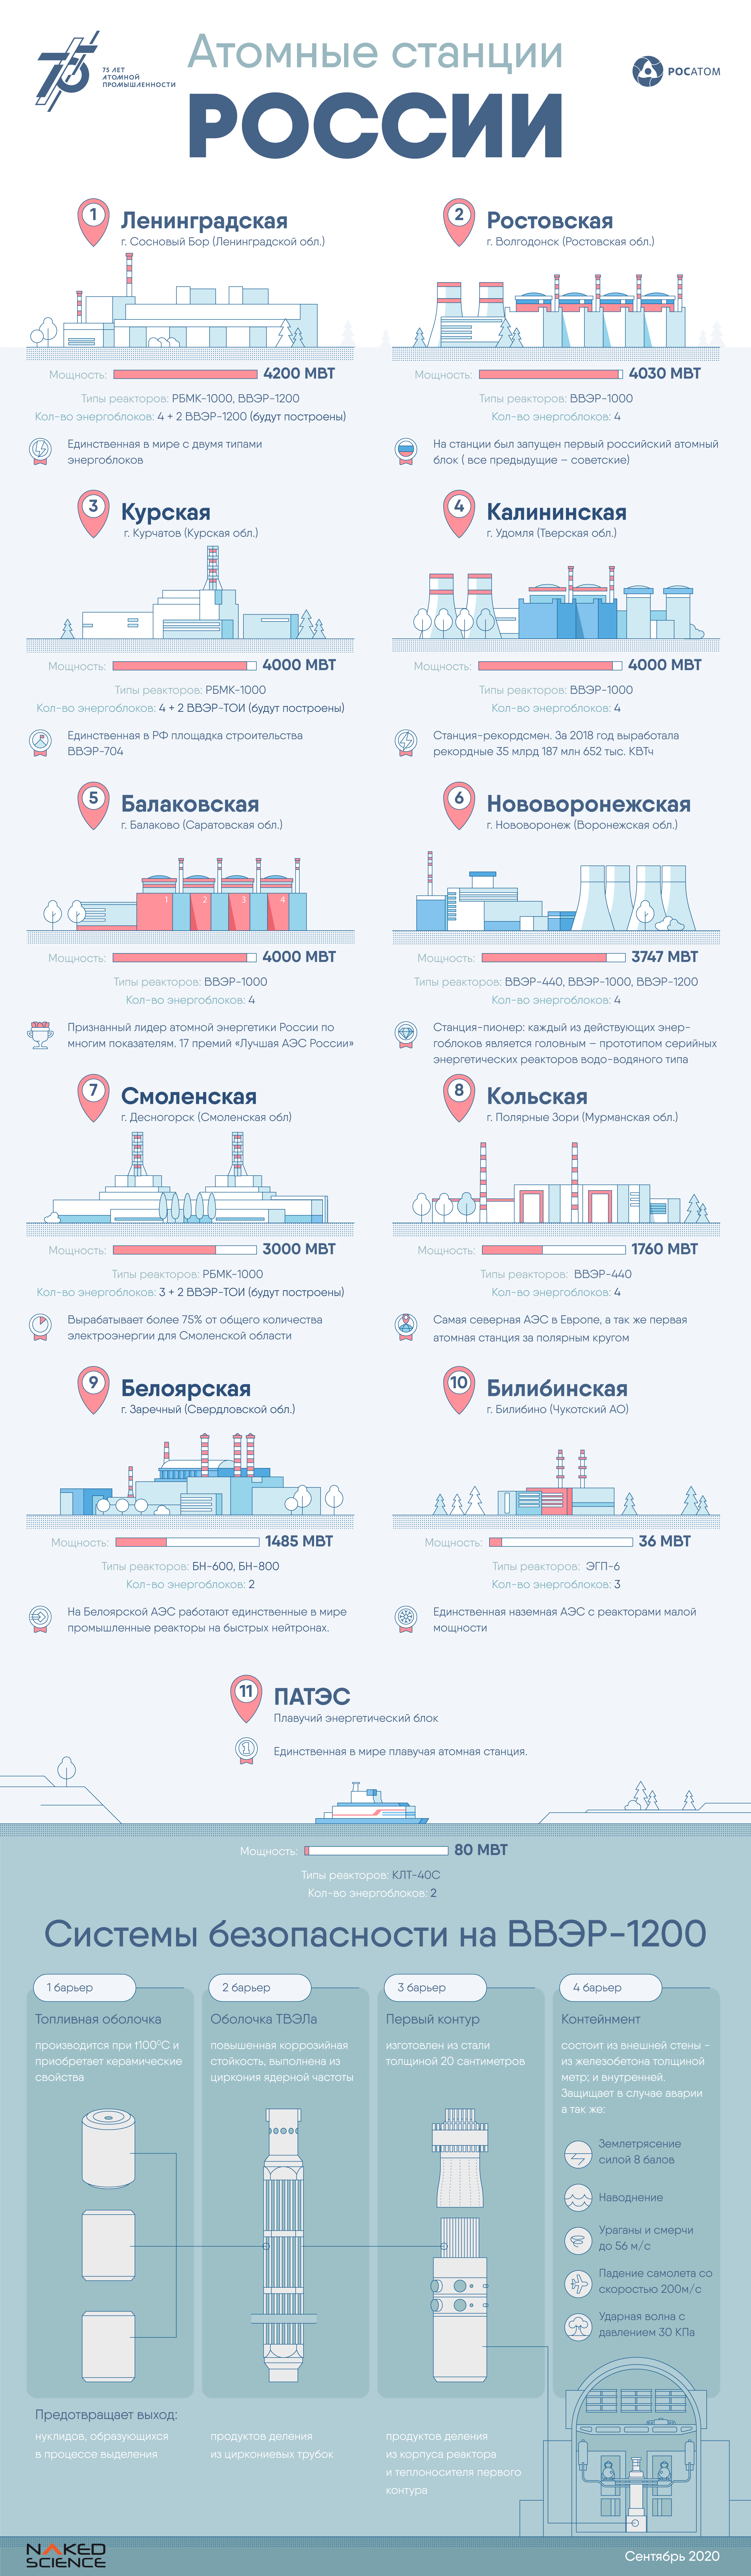 75 ЛЕТ
АТОМНОЙ
ПРОМЫШЛЕННОСТИ
Атомные станции
РОССИИ
РОСАТОМ
1
Ленинградская
г. Сосновый Бор (Ленинградской обл.)
Мощность: 4200 МВТ
Типы реакторов: РБМК-1000, ВВЭР-1200
Кол-во энергоблоков: 4 + 2 ВВЭР-1200 (будут построены)
Единственная в мире с двумя типами
энергоблоков
2
Ростовская
г. Волгодонск (Ростовская обл.)
Мощность: 4030 МВТ
Типы реакторов: ВВЭР-1000
Кол-во энергоблоков: 4
На станции был запущен первый российский атомный
блок ( все предыдущие – советские)
3
Курская
г. Курчатов (Курская обл.)
Мощность: 4000 МВТ
Типы реакторов: РБМК-1000
Кол-во энергоблоков: 4 + 2 ВВЭР-ТОИ (будут построены)
Единственная в РФ площадка строительства
ВВЭР-704
4
Калининская
г. Удомля (Тверская обл.)
Мощность: 4000 МВТ
Типы реакторов: ВВЭР-1000
Кол-во энергоблоков: 4
Станция-рекордсмен. За 2018 год выработала
рекордные 35 млрд 187 млн 652 тыс. КВТч
5
Балаковская
г. Балаково (Саратовская обл.)
1 2 3 4
Мощность: 4000 МВТ
Типы реакторов: ВВЭР-1000
Кол-во энергоблоков: 4
Признанный лидер атомной энергетики России по
многим показателям. 17 премий «Лучшая АЭС России»
6
Нововоронежская
г. Нововоронеж (Воронежская обл.)
Мощность: 3747 МВТ
Типы реакторов: ВВЭР-440, ВВЭР-1000, ВВЭР-1200
Кол-во энергоблоков: 4
Станция-пионер: каждый из действующих энер-
гоблоков является головным – прототипом серийных
энергетических реакторов водо-водяного типа
7
Смоленская
г. Десногорск (Смоленская обл)
Мощность: 3000 МВТ
Типы реакторов: РБМК-1000
Кол-во энергоблоков: 3 + 2 ВВЭР-ТОИ (будут построены)
Вырабатывает более 75% от общего количества
электроэнергии для Смоленской области
8
Кольская
г. Полярные Зори (Мурманская обл.)
Мощность: 1760 МВТ
Типы реакторов: ВВЭР-440
Кол-во энергоблоков: 4
Самая северная АЭС в Европе, а так же первая
атомная станция за полярным кругом
9
Белоярская
г. Заречный (Свердловской обл.)
Мощность: 1485 МВТ
Типы реакторов: БН-600, БН-800
Кол-во энергоблоков: 2
На Белоярской АЭС работают единственные в мире
промышленные реакторы на быстрых нейтронах.
10
Билибинская
г. Билибино (Чукотский АО)
Мощность: 36 МВТ
Типы реакторов: ЭГП-6
Кол-во энергоблоков: 3
Единственная наземная АЭС с реакторами малой
мощности
11
ПАТЭС
Плавучий энергетический блок
1
Единственная в мире плавучая атомная станция.
Мощность: 80 МВТ
Типы реакторов: КЛТ-40С
Кол-во энергоблоков: 2
Системы безопасности на ВВЭР-1200
1 барьер
Топливная оболочка
производится при t100⁰С и
приобретает керамические
свойства
2 барьер
Оболочка ТВЭЛа
повышенная коррозийная
стойкость, выполнена из
циркония ядерной частоты
3 барьер
Первый контур
изготовлен из стали
толщиной 20 сантиметров
4 барьер
Контейнмент
состоит из внешней стены -
из железобетона толщиной
метр; и внутренней.
Защищает в случае аварии
а так же:
Землетрясение
силой 8 балов
Наводнение
Ураганы и смерчи
до 56 м/с
Падение самолета со
скоростью 200м/с
Ударная волна с
давлением 30 КПа
Предотвращает выход:
нуклидов, образующихся
в процессе выделения
продуктов деления
из циркониевых трубок
продуктов деления
из корпуса реактора
и теплоносителя первого
контура
NAKED
SCIENCE
Сентябрь 2020